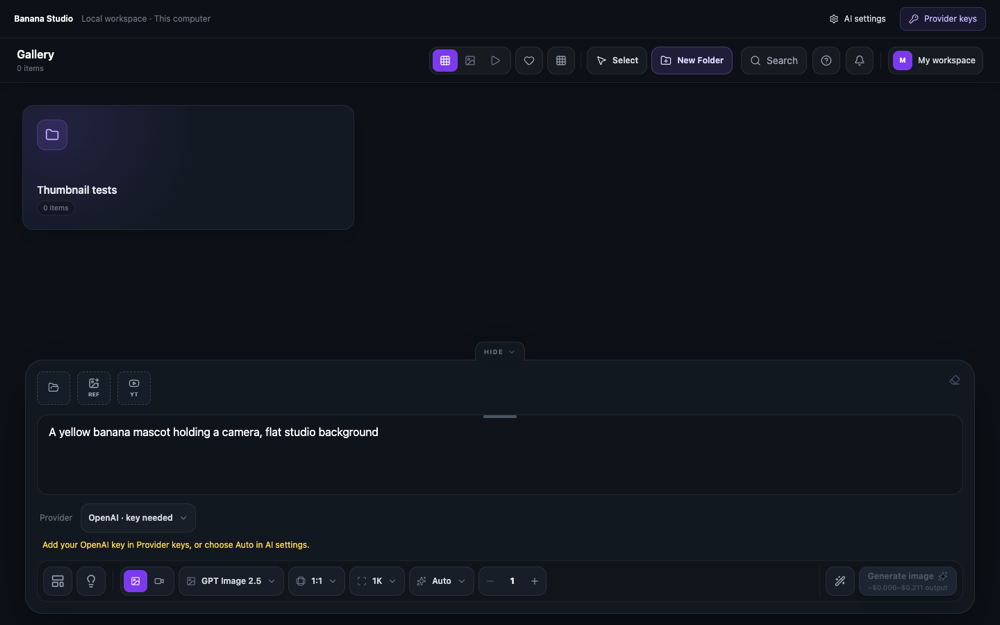 Banana Studio Local workspace · This computer AI settings Provider keys
Gallery
0 items
Select New Folder Search M My workspace
Thumbnail tests
0 items
HIDE
REF YT
A yellow banana mascot holding a camera, flat studio background
Provider OpenAI · key needed
Add your OpenAI key in Provider keys, or choose Auto in AI settings.
GPT Image 2.5 1:1 1K Auto 1 Generate image
~$0.006–$0.211 output